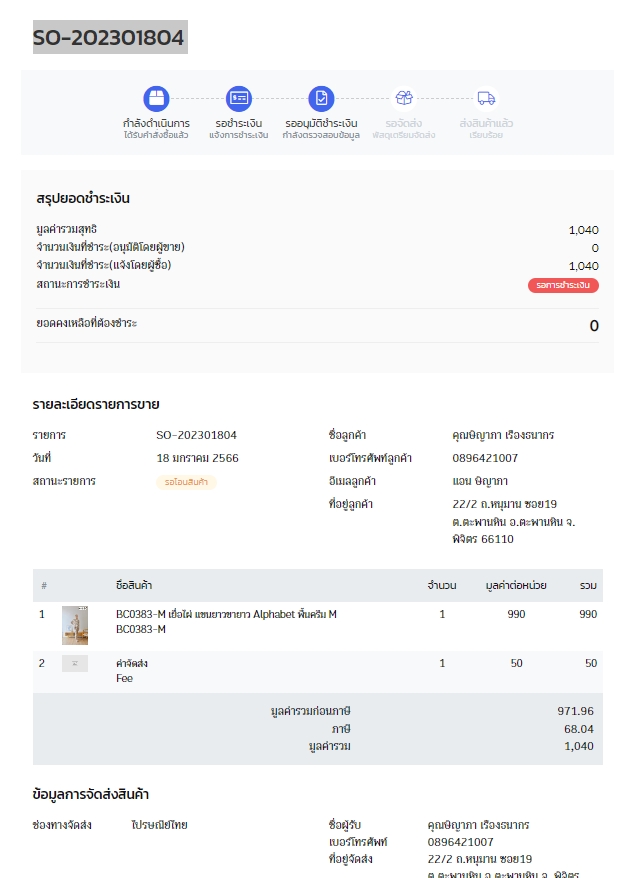 SO-202301804
กำลังดำเนินการ
ได้รับคำสั่งซื้อแล้ว
รอชำระเงิน
แจ้งการชำระเงิน
รออนุมัติชำระเงิน
กำลังตรวจสอบข้อมูล
รอจัดส่ง
พัสดุเตรียมจัดส่ง
ส่งสินค้าแล้ว
เรียบร้อย
สรุปยอดชำระเงิน
มูลค่ารวมสุทธิ 1,040
จำนวนเงินที่ชำระ(อนุมัติโดยผู้ขาย) 0
จำนวนเงินที่ชำระ(แจ้งโดยผู้ซื้อ) 1,040
สถานะการชำระเงิน รอการชำระเงิน
ยอดคงเหลือที่ต้องชำระ 0
รายละเอียดรายการขาย
รายการ SO-202301804
วันที่ 18 มกราคม 2566
สถานะรายการ รอโอนสินค้า
ชื่อลูกค้า คุณษิญาภา เรืองธนากร
เบอร์โทรศัพท์ลูกค้า 0896421007
อีเมลลูกค้า แอน ษิญาภา
ที่อยู่ลูกค้า 22/2 ถ.หนุมาน ซอย19
ต.ตะพานหิน อ.ตะพานหิน จ.
พิจิตร 66110
# ชื่อสินค้า จำนวน มูลค่าต่อหน่วย รวม
1 BC0383-M เยื่อไผ่ แขนยาวขายาว Alphabet พื้นครีม M 1 990 990
BC0383-M
2 ค่าจัดส่ง 1 50 50
Fee
มูลค่ารวมก่อนภาษี 971.96
ภาษี 68.04
มูลค่ารวม 1,040
ข้อมูลการจัดส่งสินค้า
ช่องทางจัดส่ง ไปรษณีย์ไทย
ชื่อผู้รับ คุณษิญาภา เรืองธนากร
เบอร์โทรศัพท์ 0896421007
ที่อยู่จัดส่ง 22/2 ถ.หนุมาน ซอย19
ต.ตะพานหิน อ.ตะพานหิน จ. พิจิตร